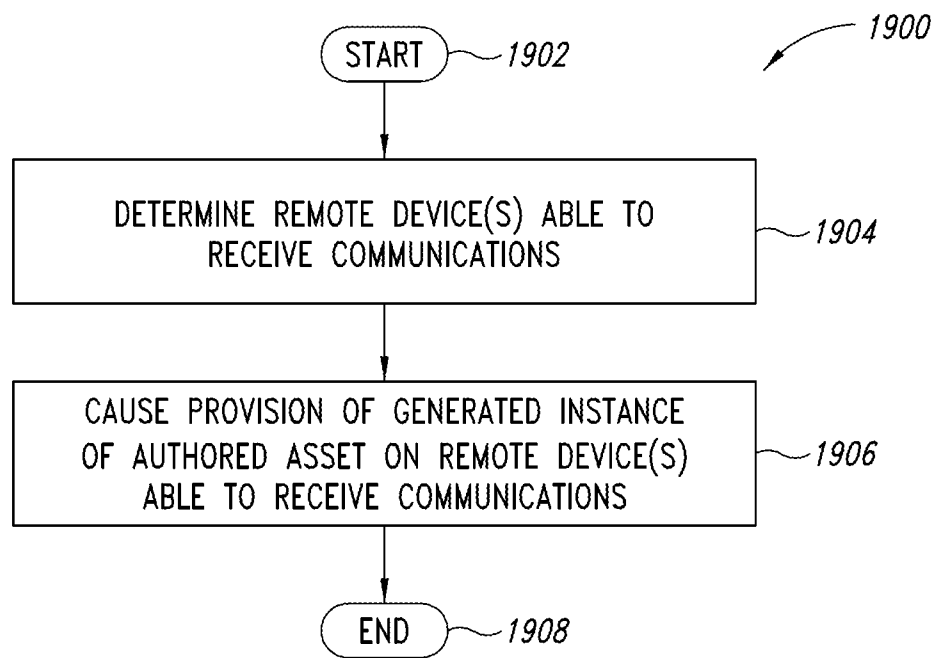 1900
START 1902
DETERMINE REMOTE DEVICE(S) ABLE TO
RECEIVE COMMUNICATIONS
1904
CAUSE PROVISION OF GENERATED INSTANCE
OF AUTHORED ASSET ON REMOTE DEVICE(S)
ABLE TO RECEIVE COMMUNICATIONS
1906
END 1908